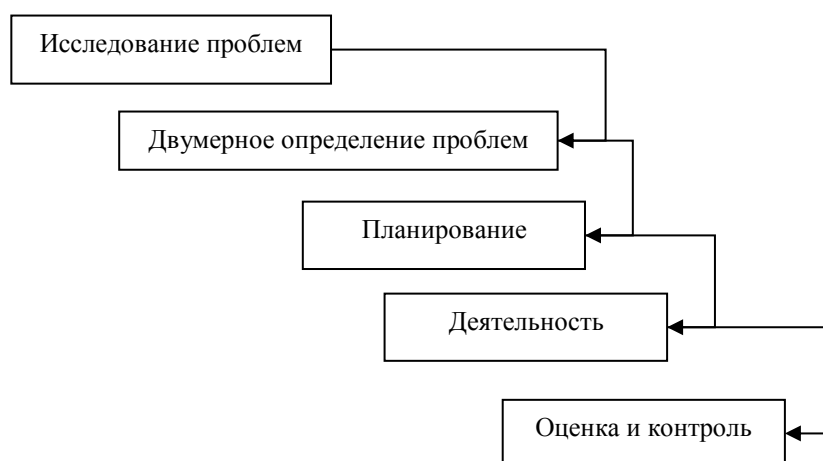 Исследование проблем
Двумерное определение проблем
Планирование
Деятельность
Оценка и контроль